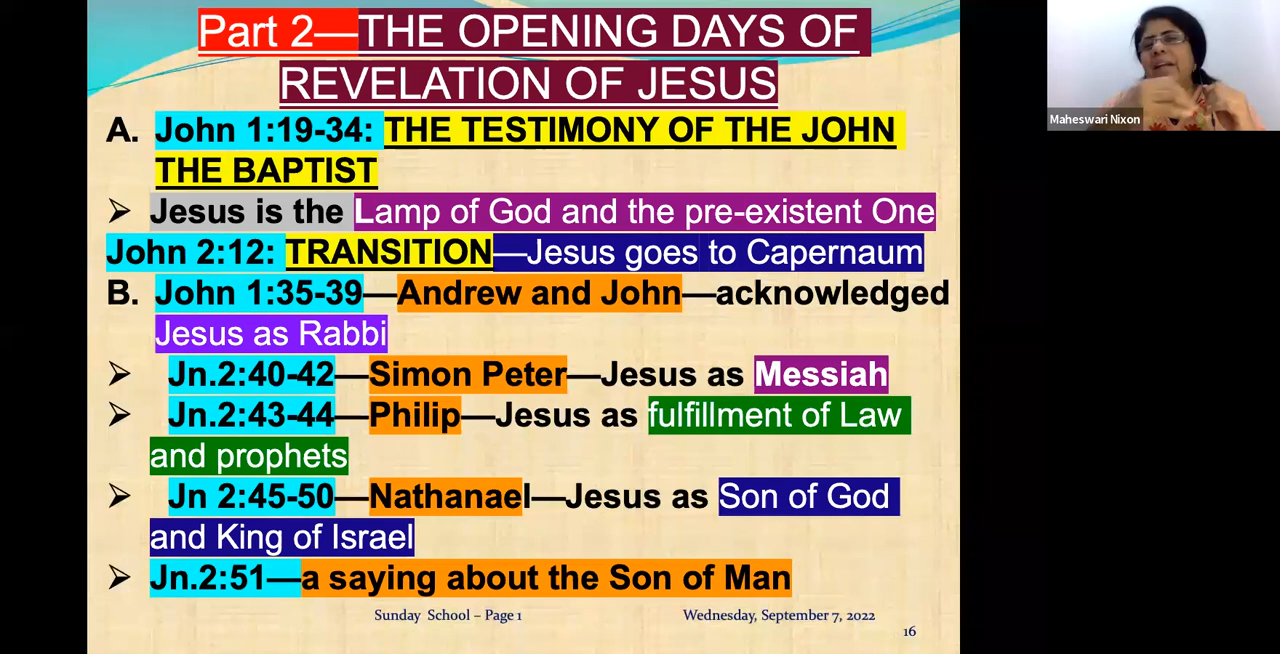 Part 2—THE OPENING DAYS OF
REVELATION OF JESUS
A. John 1:19-34: THE TESTIMONY OF THE JOHN
THE BAPTIST
➢ Jesus is the Lamp of God and the pre-existent One
John 2:12: TRANSITION—Jesus goes to Capernaum
B. John 1:35-39—Andrew and John—acknowledged
Jesus as Rabbi
➢ Jn.2:40-42—Simon Peter—Jesus as Messiah
➢ Jn.2:43-44—Philip—Jesus as fulfillment of Law
and prophets
➢ Jn 2:45-50—Nathanael—Jesus as Son of God
and King of Israel
➢ Jn.2:51—a saying about the Son of Man
Sunday School – Page 1 Wednesday, September 7, 2022
16
Maheswari Nixon